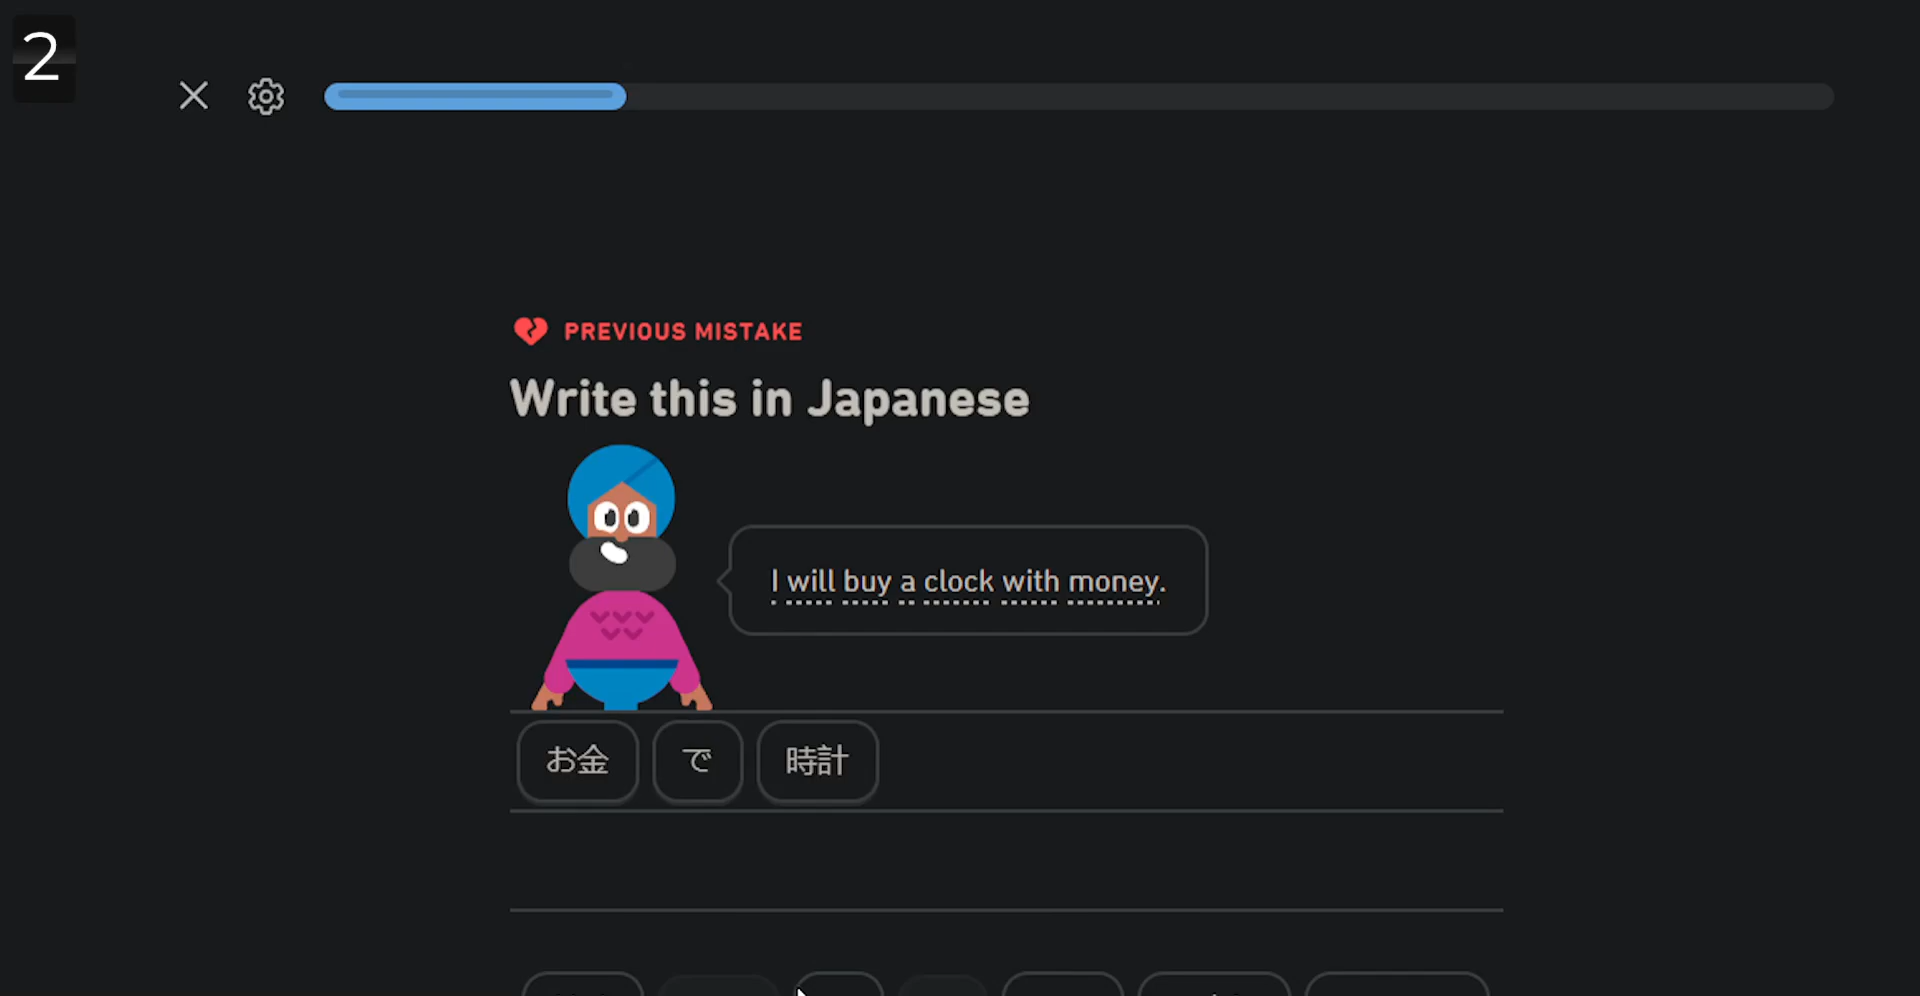 2
PREVIOUS MISTAKE
Write this in Japanese
I will buy a clock with money.
お金 で 時計